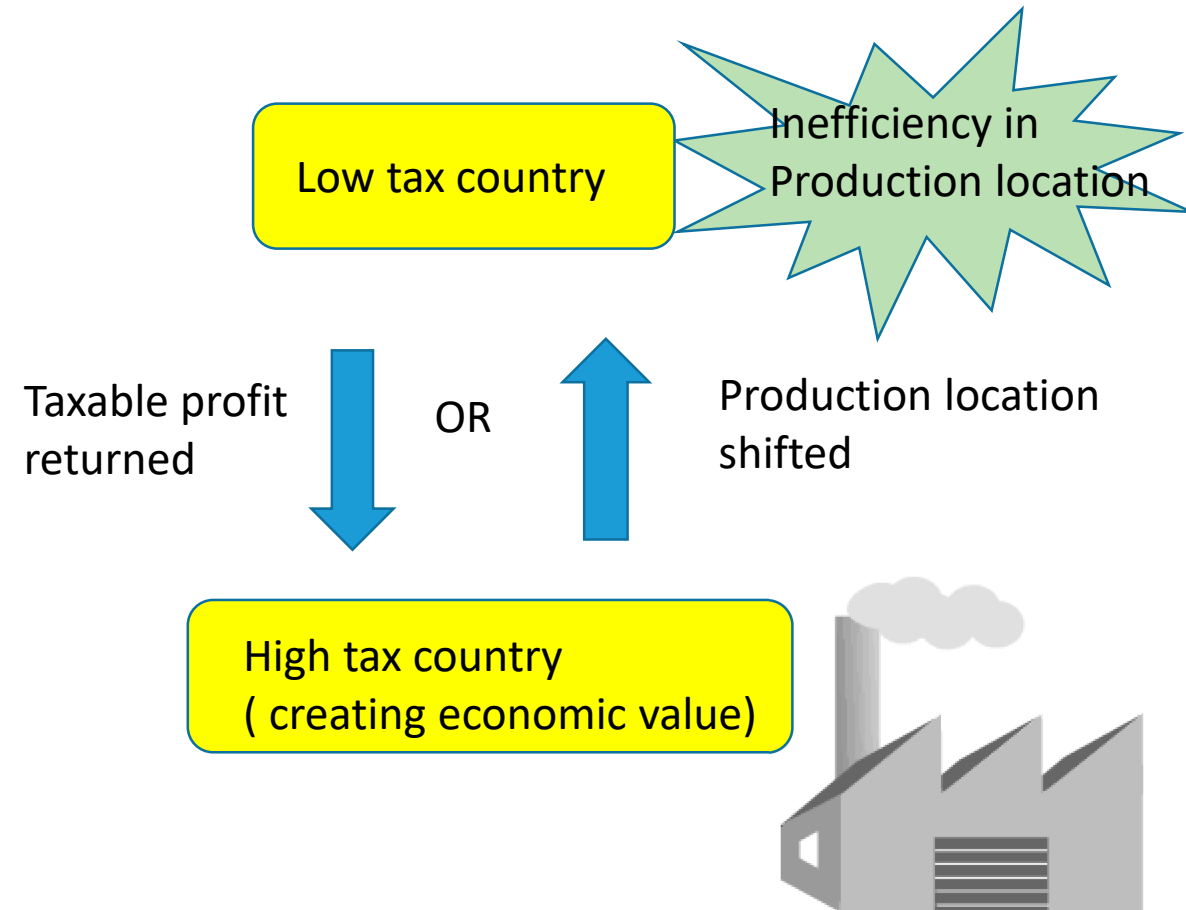 Inefficiency in
Production location
Low tax country
Taxable profit
returned
OR
Production location
shifted
High tax country
( creating economic value)